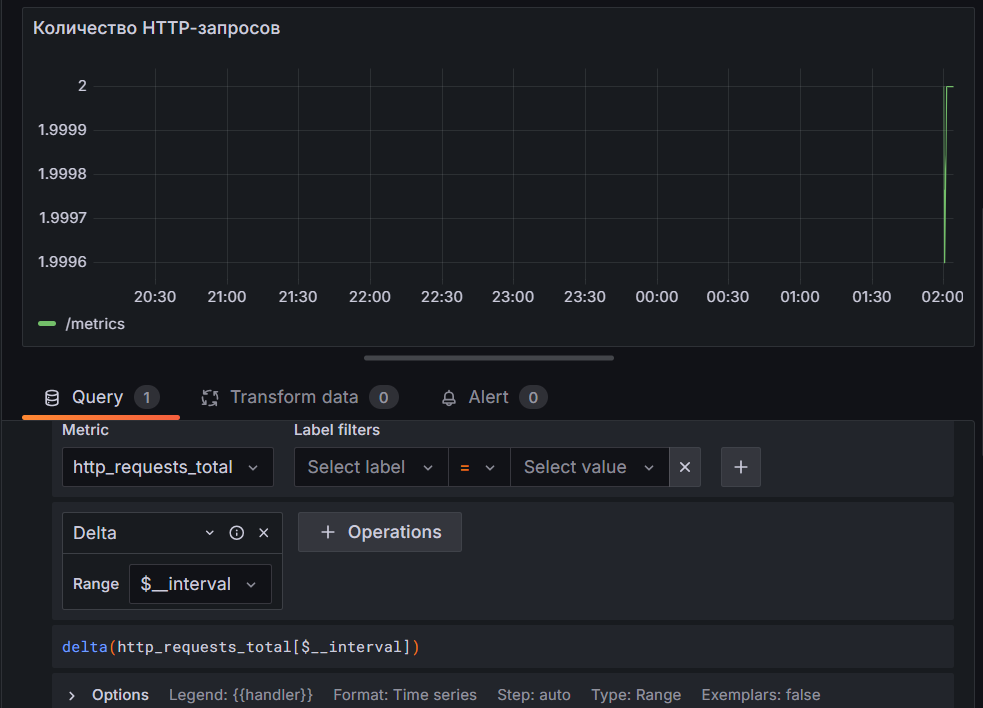 Количество HTTP-запросов
2
1.9999
1.9998
1.9997
1.9996
20:30 21:00 21:30 22:00 22:30 23:00 23:30 00:00 00:30 01:00 01:30 02:00
/metrics
Query 1 Transform data 0 Alert 0
Metric Label filters
http_requests_total Select label = Select value
Delta + Operations
Range $__interval
delta(http_requests_total[$__interval])
Options Legend: {{handler}} Format: Time series Step: auto Type: Range Exemplars: false